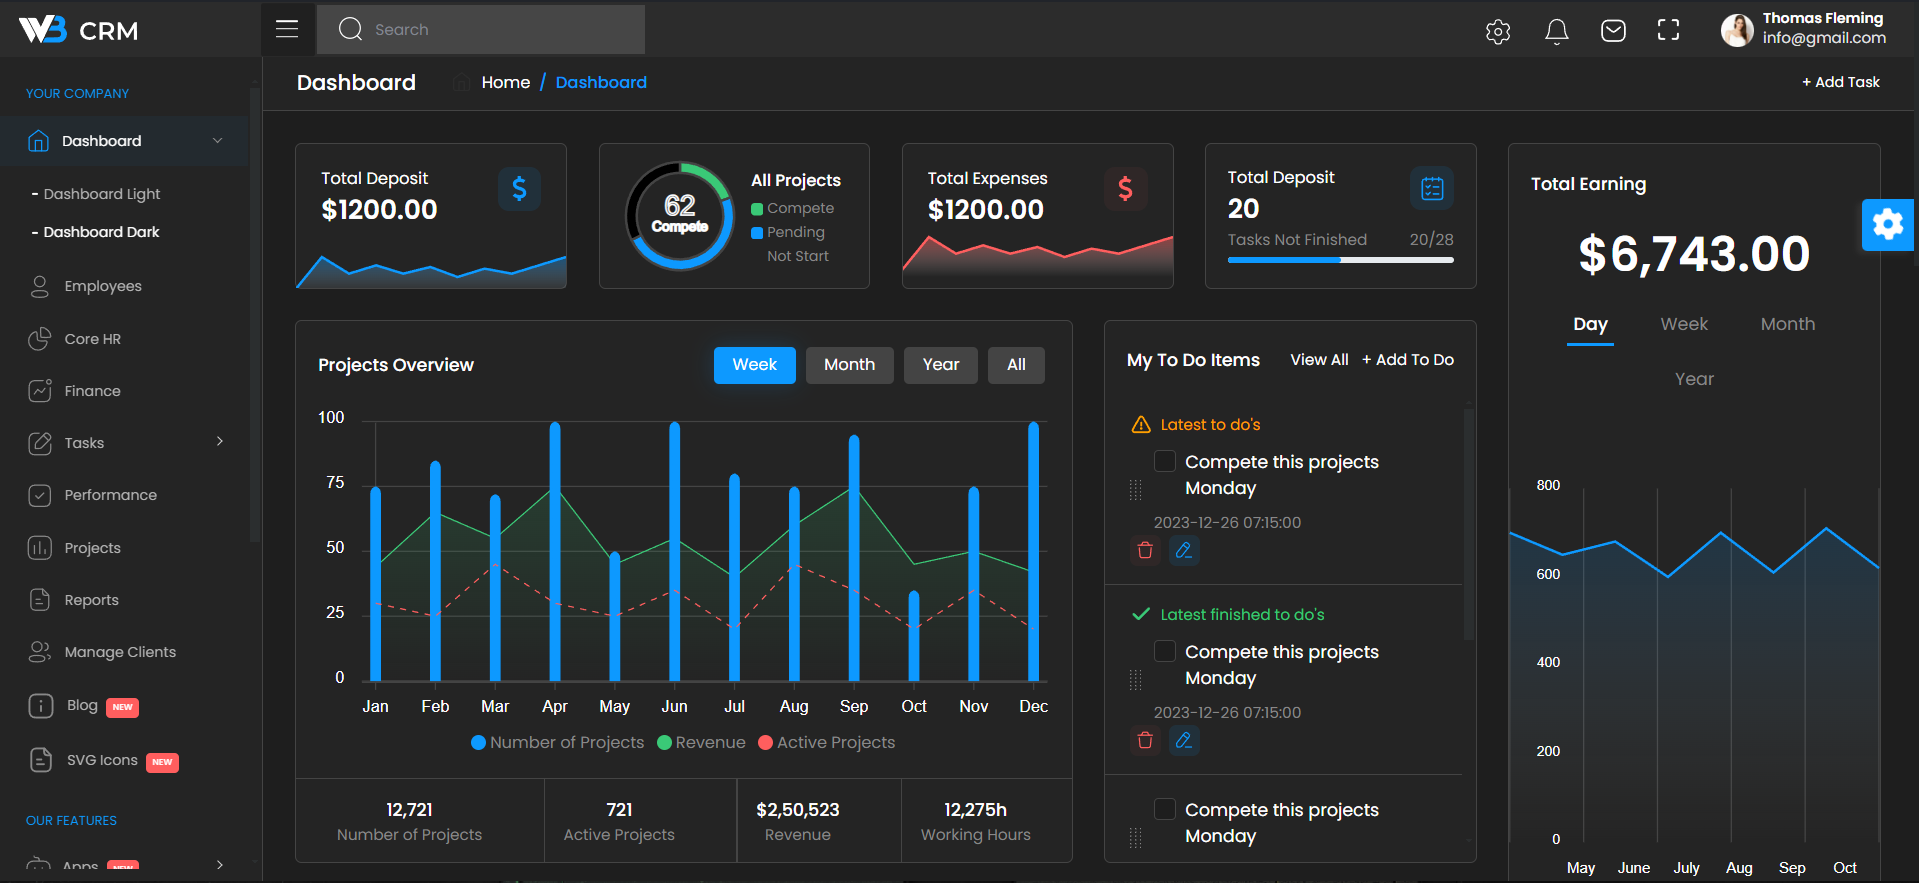 WB CRM
Search
Thomas Fleming
info@gmail.com
YOUR COMPANY
Dashboard
- Dashboard Light
- Dashboard Dark
Employees
Core HR
Finance
Tasks
Performance
Projects
Reports
Manage Clients
Blog NEW
SVG Icons NEW
OUR FEATURES
Apps NEW
Dashboard
Home / Dashboard
+ Add Task
Total Deposit
$1200.00
$
62
Compete
All Projects
Compete
Pending
Not Start
Total Expenses
$1200.00
$
Total Deposit
20
Tasks Not Finished 20/28
Projects Overview
Week Month Year All
100
75
50
25
0
Jan Feb Mar Apr May Jun Jul Aug Sep Oct Nov Dec
Number of Projects Revenue Active Projects
12,721
Number of Projects
721
Active Projects
$2,50,523
Revenue
12,275h
Working Hours
My To Do Items View All + Add To Do
Latest to do's
Compete this projects
Monday
2023-12-26 07:15:00
Latest finished to do's
Compete this projects
Monday
2023-12-26 07:15:00
Compete this projects
Monday
Total Earning
$6,743.00
Day Week Month
Year
800
600
400
200
0
May June July Aug Sep Oct